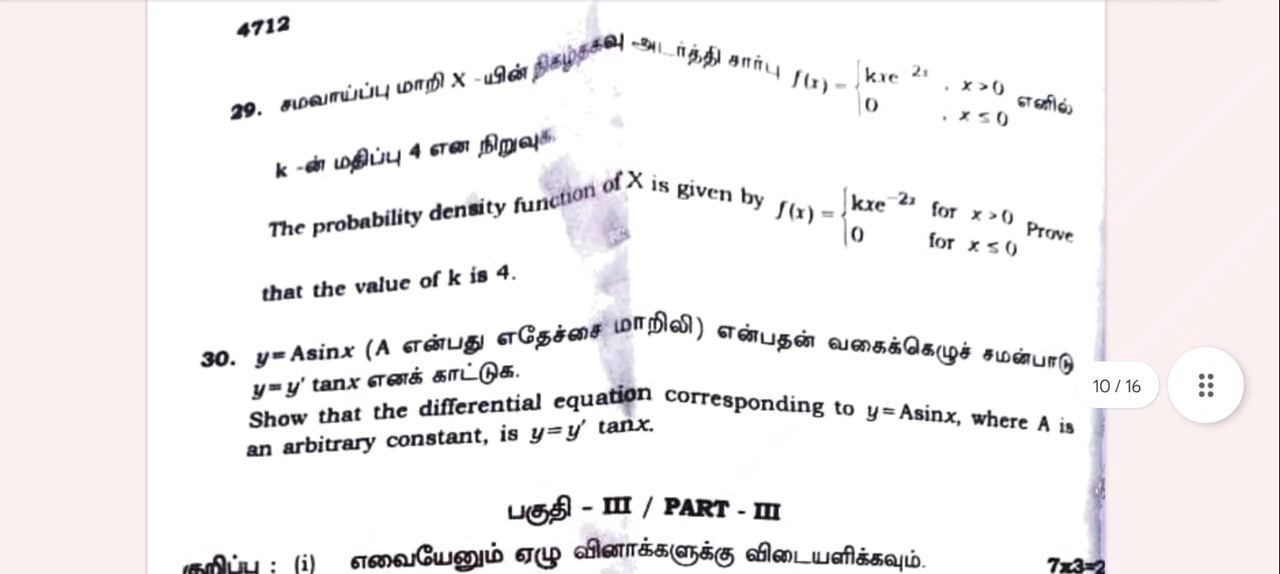 4712
29. சமவாய்ப்பு மாறி X -யின் நிகழ்தகவு அடர்த்தி சார்பு f(x) = { kxe^-2x , x > 0 எனில்
0 , x ≤ 0
k -ன் மதிப்பு 4 என நிறுவுக.
The probability density function of X is given by f(x) = { kxe^-2x for x > 0 Prove
0 for x ≤ 0
that the value of k is 4.
30. y= Asinx (A என்பது எதேச்சை மாறிலி) என்பதன் வகைக்கெழுச் சமன்பாடு
y= y' tanx எனக் காட்டுக.
Show that the differential equation corresponding to y=Asinx, where A is
an arbitrary constant, is y=y' tanx.
10 / 16
பகுதி - III / PART - III
குறிப்பு : (i) எவையேனும் ஏழு வினாக்களுக்கு விடையளிக்கவும். 7x3=2